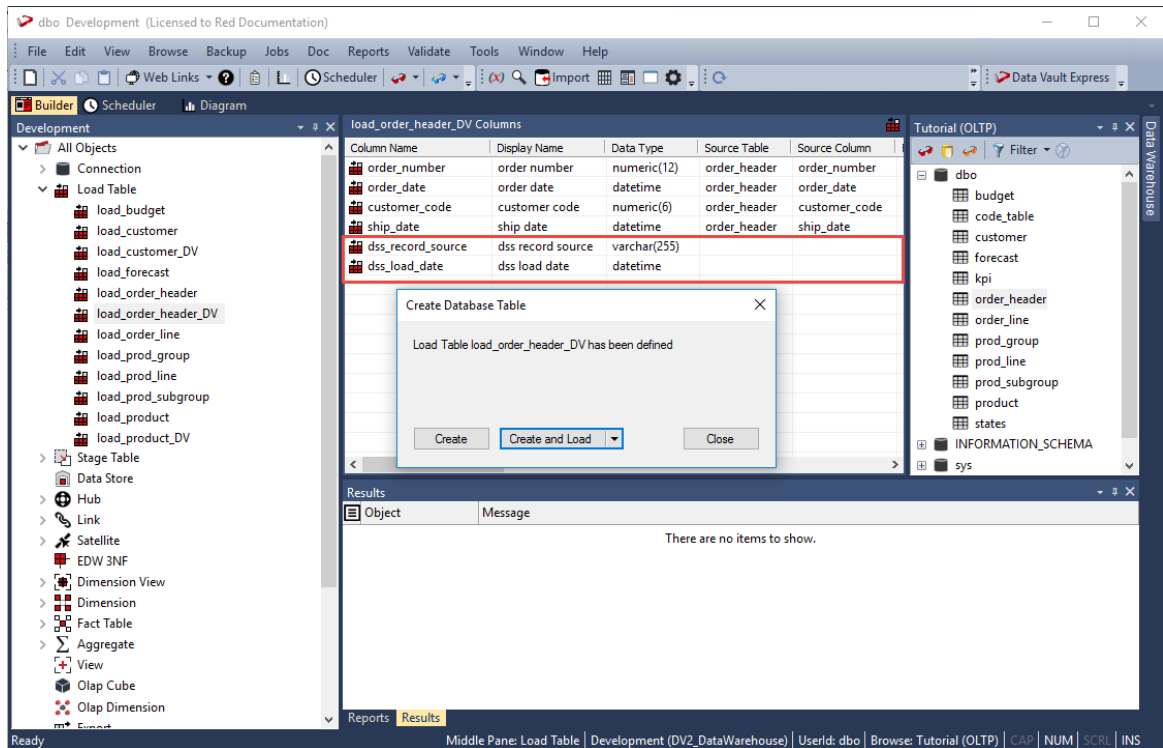 dbo Development (Licensed to Red Documentation)
File Edit View Browse Backup Jobs Doc Reports Validate Tools Window Help
Web Links Scheduler (x) Import Data Vault Express
Builder Scheduler Diagram
Development
All Objects
Connection
Load Table
load_budget
load_customer
load_customer_DV
load_forecast
load_order_header
load_order_header_DV
load_order_line
load_prod_group
load_prod_line
load_prod_subgroup
load_product
load_product_DV
Stage Table
Data Store
Hub
Link
Satellite
EDW 3NF
Dimension View
Dimension
Fact Table
Aggregate
View
Olap Cube
Olap Dimension
load_order_header_DV Columns
Column Name Display Name Data Type Source Table Source Column
order_number order number numeric(12) order_header order_number
order_date order date datetime order_header order_date
customer_code customer code numeric(6) order_header customer_code
ship_date ship date datetime order_header ship_date
dss_record_source dss record source varchar(255)
dss_load_date dss load date datetime
Create Database Table
Load Table load_order_header_DV has been defined
Create Create and Load Close
Results
Object Message
There are no items to show.
Reports Results
Tutorial (OLTP)
Filter
dbo
budget
code_table
customer
forecast
kpi
order_header
order_line
prod_group
prod_line
prod_subgroup
product
states
INFORMATION_SCHEMA
sys
Data Warehouse
Ready Middle Pane: Load Table Development (DV2_DataWarehouse) UserId: dbo Browse: Tutorial (OLTP) CAP NUM SCRL INS